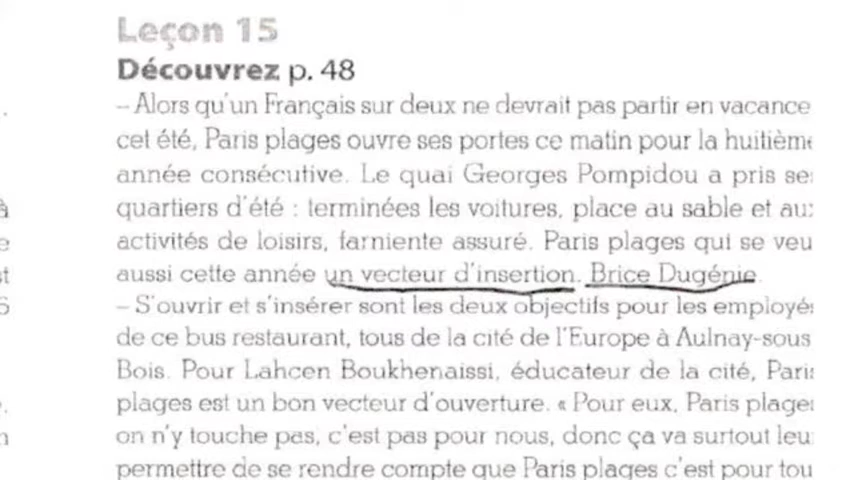 Leçon 15
Découvrez p. 48
– Alors qu'un Français sur deux ne devrait pas partir en vacance
cet été, Paris plages ouvre ses portes ce matin pour la huitièm
année consécutive. Le quai Georges Pompidou a pris se
à quartiers d'été : terminées les voitures, place au sable et au
e activités de loisirs, farniente assuré. Paris plages qui se veu
st aussi cette année un vecteur d'insertion. Brice Dugénie.
5 – S'ouvrir et s'insérer sont les deux objectifs pour les employé
de ce bus restaurant, tous de la cité de l'Europe à Aulnay-sous
Bois. Pour Lahcen Boukhenaissi, éducateur de la cité, Pari
plages est un bon vecteur d'ouverture. « Pour eux, Paris plage
n on n'y touche pas, c'est pas pour nous, donc ça va surtout leu
permettre de se rendre compte que Paris plages c'est pour tou